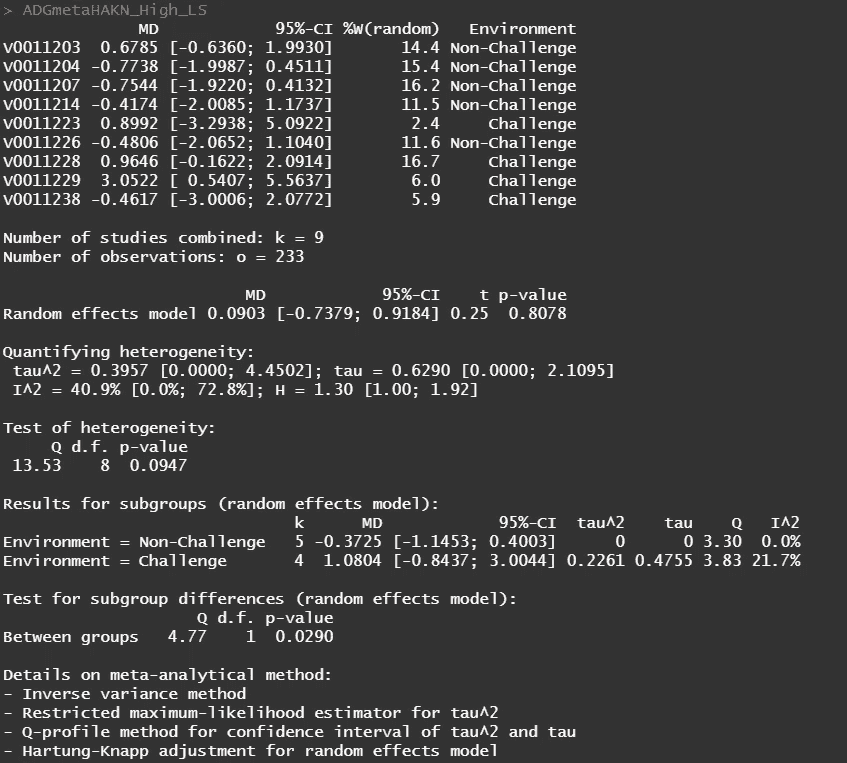 > ADGmetaHAKN_High_LS
MD 95%-CI %W(random) Environment
V0011203 0.6785 [-0.6360; 1.9930] 14.4 Non-Challenge
V0011204 -0.7738 [-1.9987; 0.4511] 15.4 Non-Challenge
V0011207 -0.7544 [-1.9220; 0.4132] 16.2 Non-Challenge
V0011214 -0.4174 [-2.0085; 1.1737] 11.5 Non-Challenge
V0011223 0.8992 [-3.2938; 5.0922] 2.4 Challenge
V0011226 -0.4806 [-2.0652; 1.1040] 11.6 Non-Challenge
V0011228 0.9646 [-0.1622; 2.0914] 16.7 Challenge
V0011229 3.0522 [ 0.5407; 5.5637] 6.0 Challenge
V0011238 -0.4617 [-3.0006; 2.0772] 5.9 Challenge
Number of studies combined: k = 9
Number of observations: o = 233
MD 95%-CI t p-value
Random effects model 0.0903 [-0.7379; 0.9184] 0.25 0.8078
Quantifying heterogeneity:
tau^2 = 0.3957 [0.0000; 4.4502]; tau = 0.6290 [0.0000; 2.1095]
I^2 = 40.9% [0.0%; 72.8%]; H = 1.30 [1.00; 1.92]
Test of heterogeneity:
Q d.f. p-value
13.53 8 0.0947
Results for subgroups (random effects model):
k MD 95%-CI tau^2 tau Q I^2
Environment = Non-Challenge 5 -0.3725 [-1.1453; 0.4003] 0 0 3.30 0.0%
Environment = Challenge 4 1.0804 [-0.8437; 3.0044] 0.2261 0.4755 3.83 21.7%
Test for subgroup differences (random effects model):
Q d.f. p-value
Between groups 4.77 1 0.0290
Details on meta-analytical method:
- Inverse variance method
- Restricted maximum-likelihood estimator for tau^2
- Q-profile method for confidence interval of tau^2 and tau
- Hartung-Knapp adjustment for random effects model